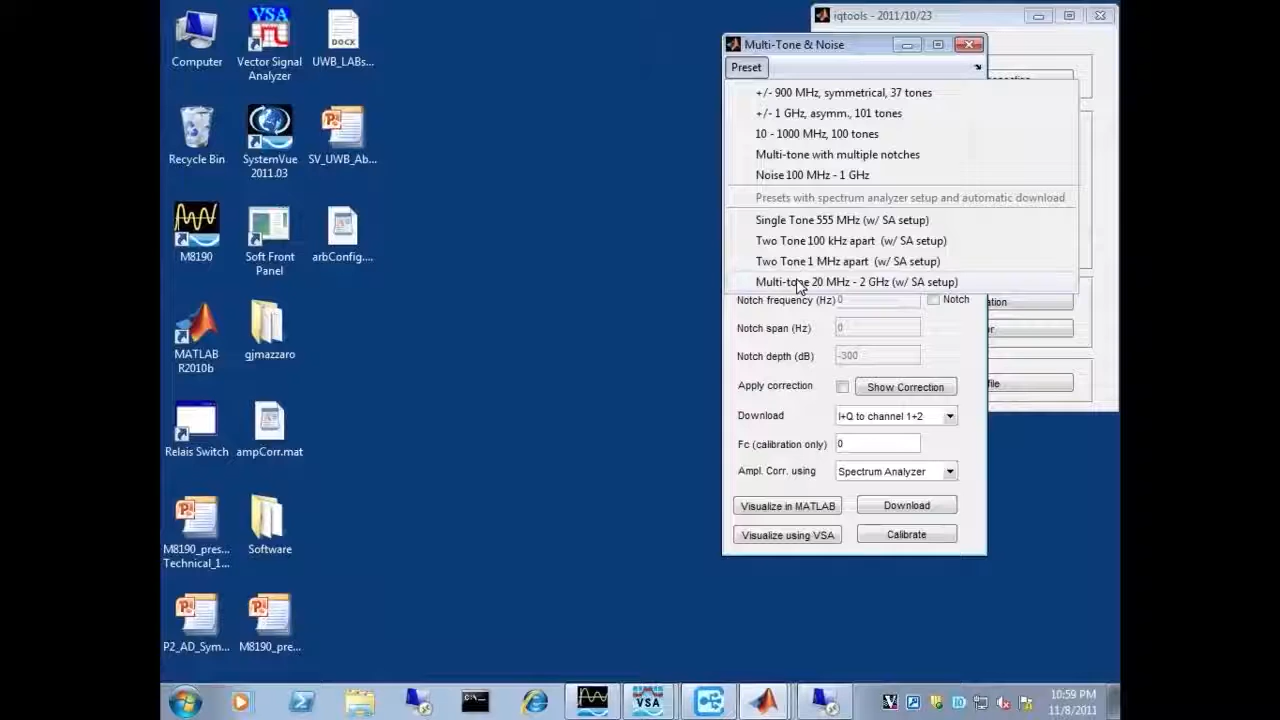 Computer
VSA
Vector Signal
Analyzer
DOCX
UWB_LABs...
Recycle Bin
SystemVue
2011.03
SV_UWB_Ab...
M8190
Soft Front
Panel
arbConfig....
MATLAB
R2010b
gjmazzaro
Relais Switch
ampCorr.mat
M8190_pres...
Technical_1...
Software
P2_AD_Sym...
M8190_pre...
iqtools - 2011/10/23
Multi-Tone & Noise
Preset
+/- 900 MHz, symmetrical, 37 tones
+/- 1 GHz, asymm., 101 tones
10 - 1000 MHz, 100 tones
Multi-tone with multiple notches
Noise 100 MHz - 1 GHz
Presets with spectrum analyzer setup and automatic download
Single Tone 555 MHz (w/ SA setup)
Two Tone 100 kHz apart (w/ SA setup)
Two Tone 1 MHz apart (w/ SA setup)
Multi-tone 20 MHz - 2 GHz (w/ SA setup)
Notch frequency (Hz) 0 Notch
Notch span (Hz) 0
Notch depth (dB) -300
Apply correction Show Correction
Download I+Q to channel 1+2
Fc (calibration only) 0
Ampl. Corr. using Spectrum Analyzer
Visualize in MATLAB Download
Visualize using VSA Calibrate
VSA
10:59 PM
11/8/2011